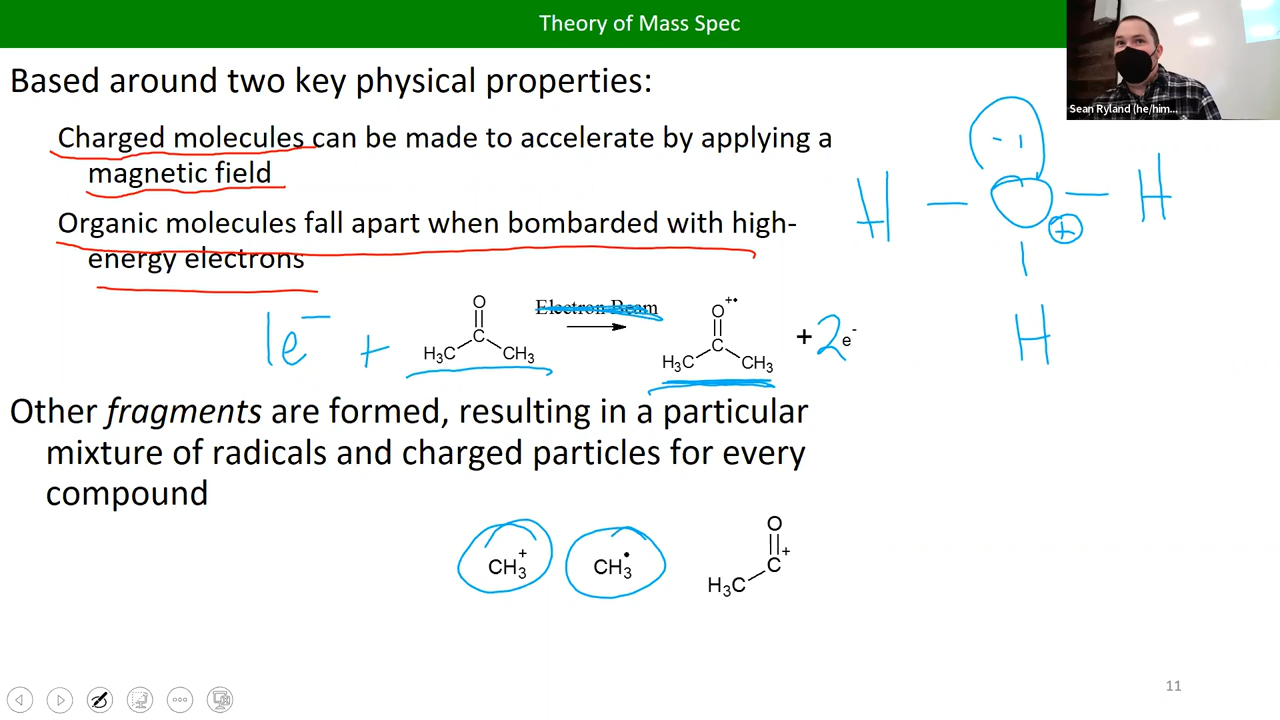 Theory of Mass Spec
Sean Ryland (he/him...
Based around two key physical properties:
Charged molecules can be made to accelerate by applying a
magnetic field
Organic molecules fall apart when bombarded with high-
energy electrons
-1
H — O — H
+
H
1e⁻ +
O
C
H₃C CH₃
Electron Beam
O⁺•
C
H₃C CH₃
+ 2 e⁻
Other fragments are formed, resulting in a particular
mixture of radicals and charged particles for every
compound
CH₃⁺
CH₃•
O
C⁺
H₃C
11